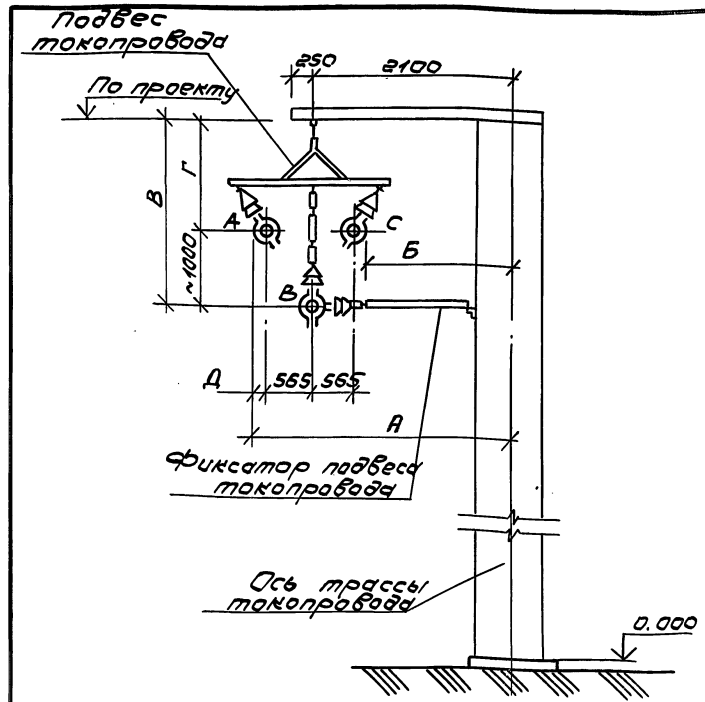 Подвес
токопровода
250
2100
По проекту
В
Г
А
С
Б
~1000
В
Д
565
565
А
Фиксатор подвеса
токопровода
Ось трассы
токопровода
0.000